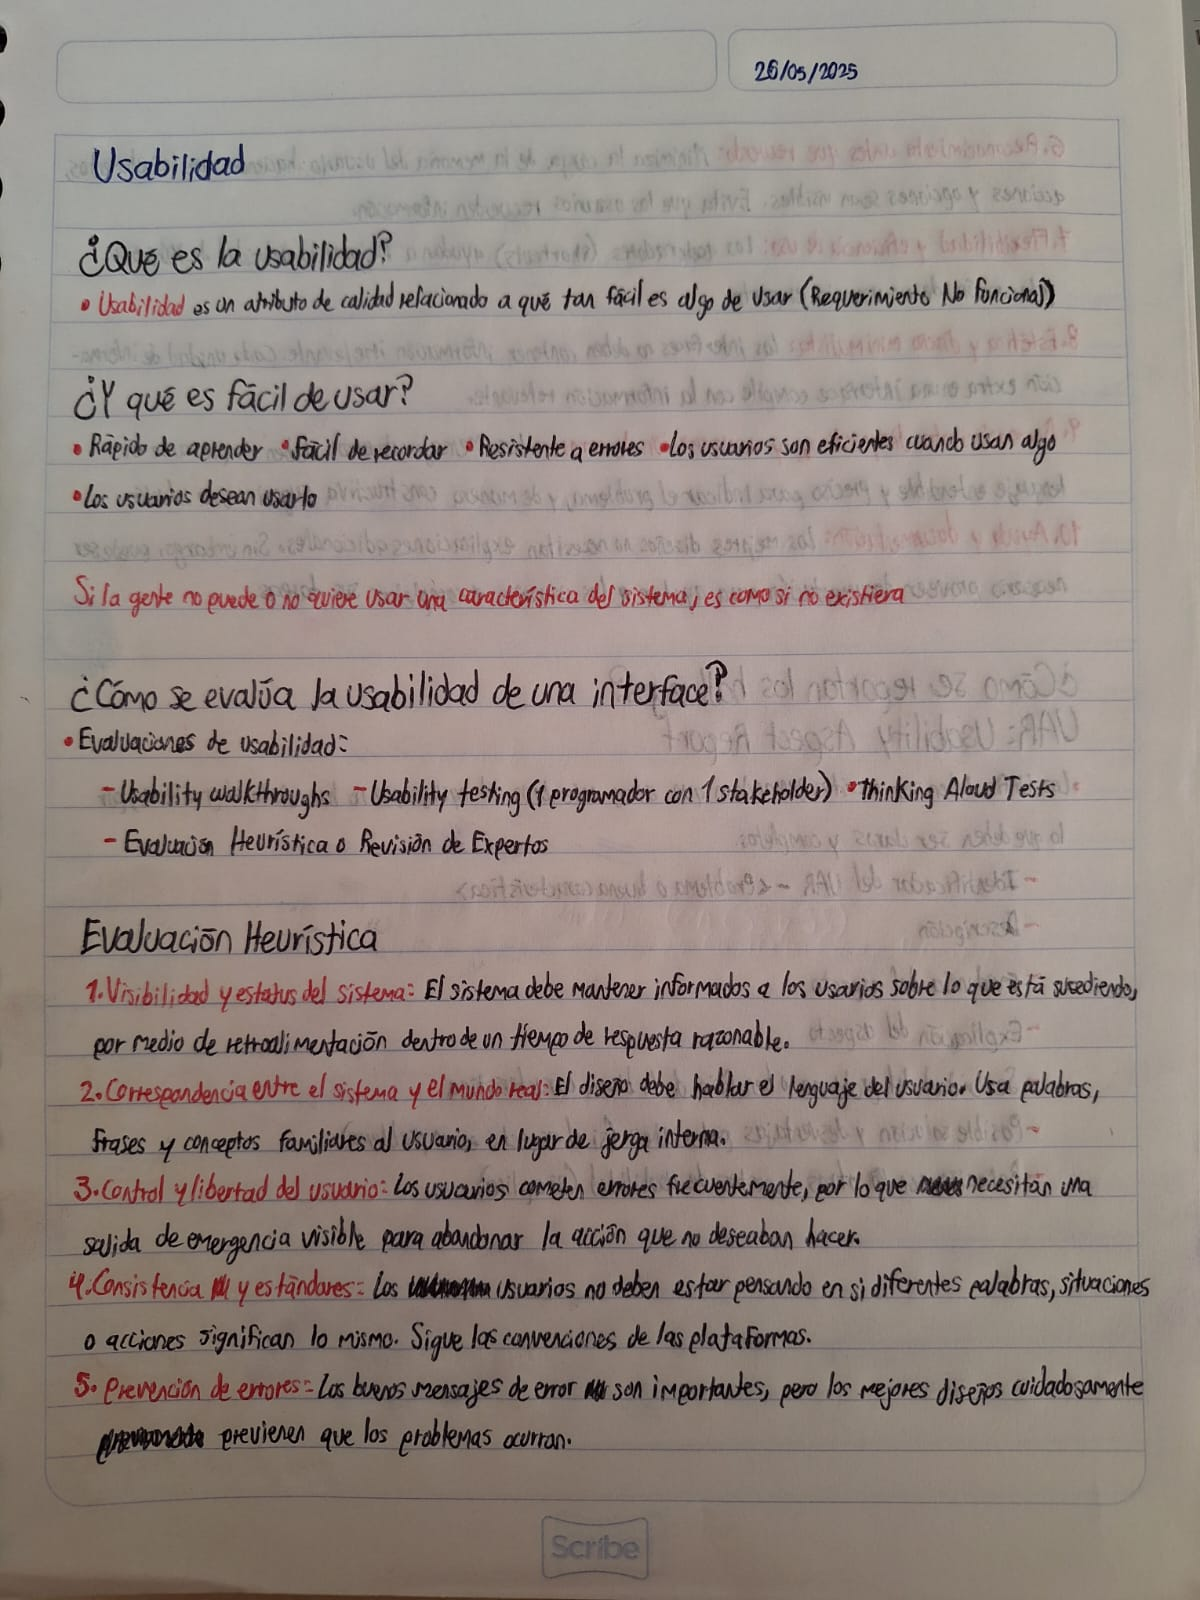 26/05/2025
Usabilidad
¿Qué es la usabilidad?
• Usabilidad es un atributo de calidad relacionado a qué tan fácil es algo de usar (Requerimiento No Funcional)
¿Y qué es fácil de usar?
• Rápido de aprender • Fácil de recordar • Resistente a errores • Los usuarios son eficientes cuando usan algo
• Los usuarios desean usarlo
Si la gente no puede o no quiere usar una característica del sistema, es como si no existiera
¿Cómo se evalúa la usabilidad de una interface?
• Evaluaciones de usabilidad:
- Usability walkthroughs - Usability testing (1 programador con 1 stakeholder) • Thinking Aloud Tests
- Evaluación Heurística o Revisión de Expertos
Evaluación Heurística
1. Visibilidad y estatus del sistema: El sistema debe mantener informados a los usuarios sobre lo que está sucediendo,
por medio de retroalimentación dentro de un tiempo de respuesta razonable.
2. Correspondencia entre el sistema y el mundo real: El diseño debe hablar el lenguaje del usuario. Usa palabras,
frases y conceptos familiares al usuario, en lugar de jerga interna.
3. Control y libertad del usuario: Los usuarios cometen errores frecuentemente, por lo que necesitan una
salida de emergencia visible para abandonar la acción que no deseaban hacer.
4. Consistencia y estándares: Los usuarios no deben estar pensando en si diferentes palabras, situaciones
o acciones significan lo mismo. Sigue las convenciones de las plataformas.
5. Prevención de errores: Los buenos mensajes de error son importantes, pero los mejores diseños cuidadosamente
previenen que los problemas ocurran.
Scribe